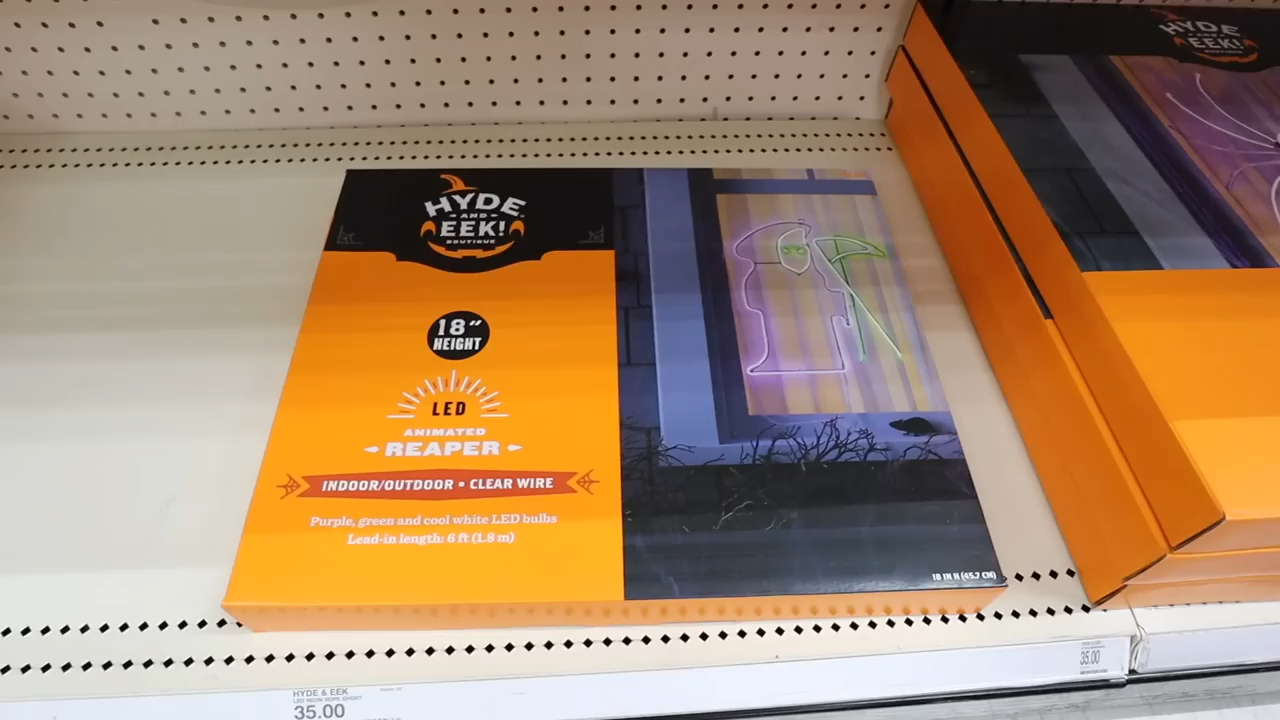 HYDE
AND
EEK!
BOUTIQUE
18"
HEIGHT
LED
ANIMATED
REAPER
INDOOR/OUTDOOR • CLEAR WIRE
Purple, green and cool white LED bulbs
Lead-in length: 6 ft (1.8 m)
18 IN H (45.7 CM)
HYDE
AND
EEK!
BOUTIQUE
HYDE & EEK
35.00
35.00